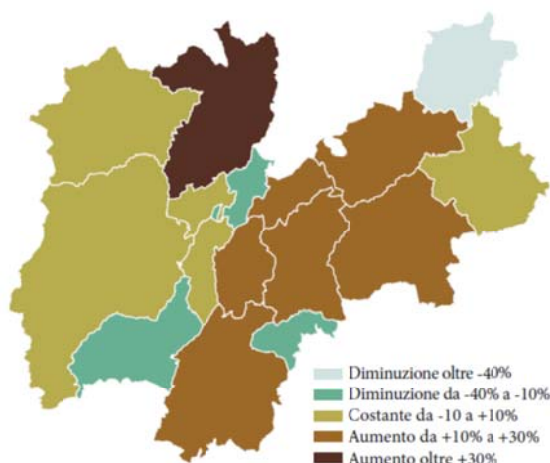 Diminuzione oltre -40%
Diminuzione da -40% a -10%
Costante da -10 a +10%
Aumento da +10% a +30%
Aumento oltre +30%